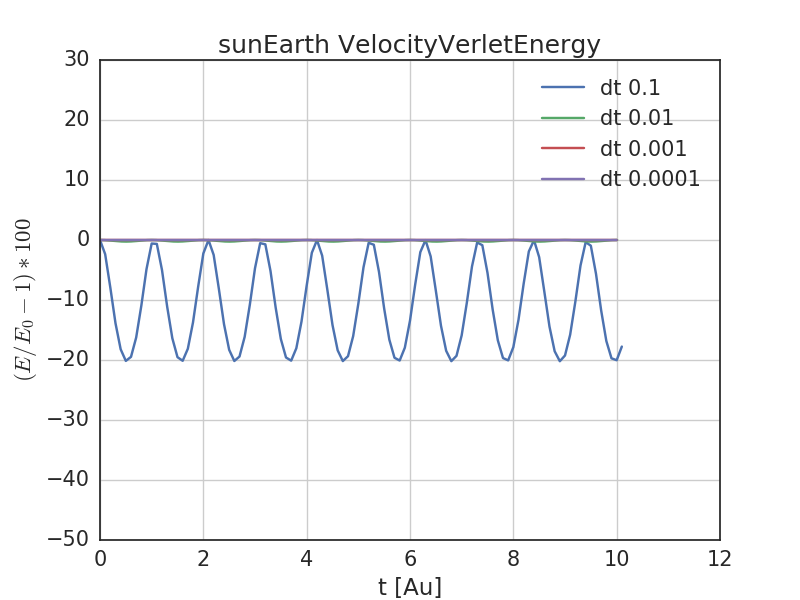 sunEarth VelocityVerletEnergy
30
20
10
0
−10
−20
−30
−40
−50
(E/E₀ − 1) * 100
dt 0.1
dt 0.01
dt 0.001
dt 0.0001
0 2 4 6 8 10 12
t [Au]